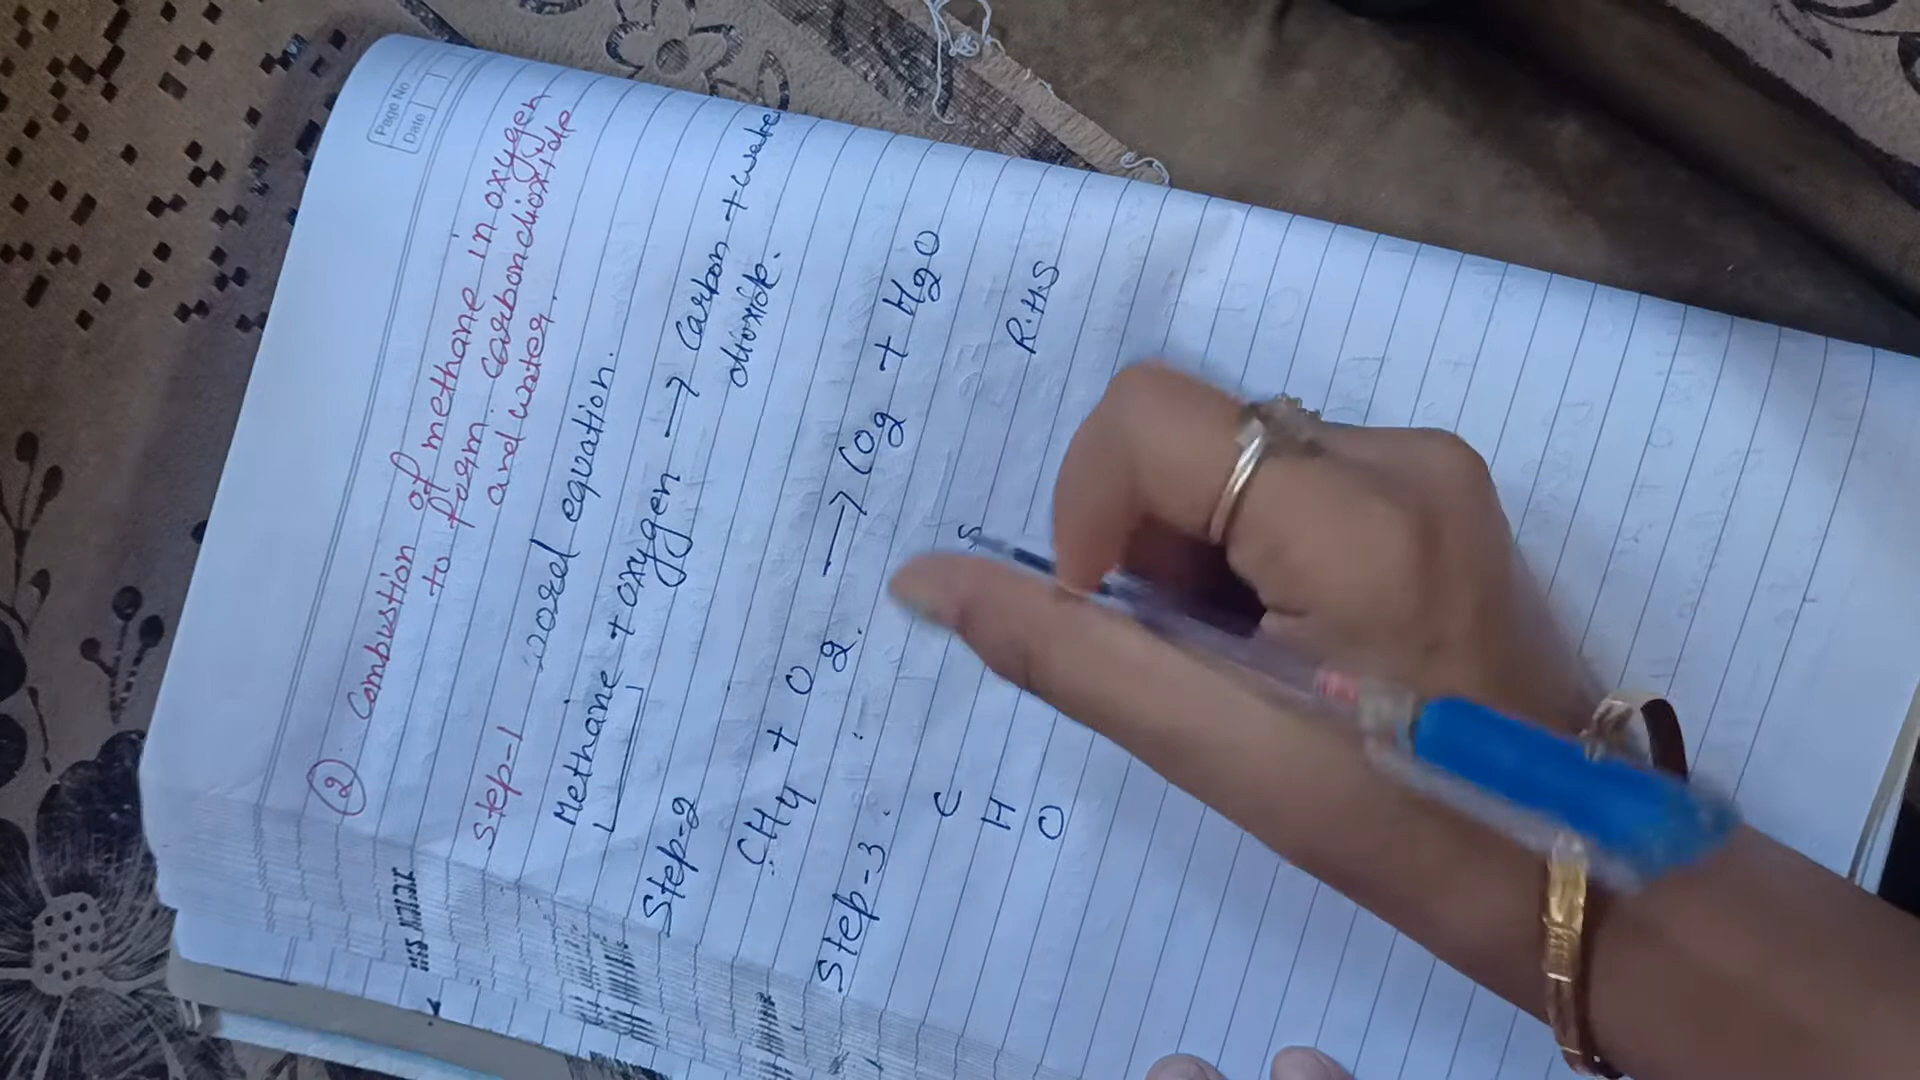 Page No
Date
② Combustion of methane in oxygen
to form carbondioxide
and water.
Step-1 word equation.
Methane + oxygen → Carbon + water
dioxide.
Step-2
CH4 + O2 → CO2 + H2O
Step-3
S R.H.S
C
H
O